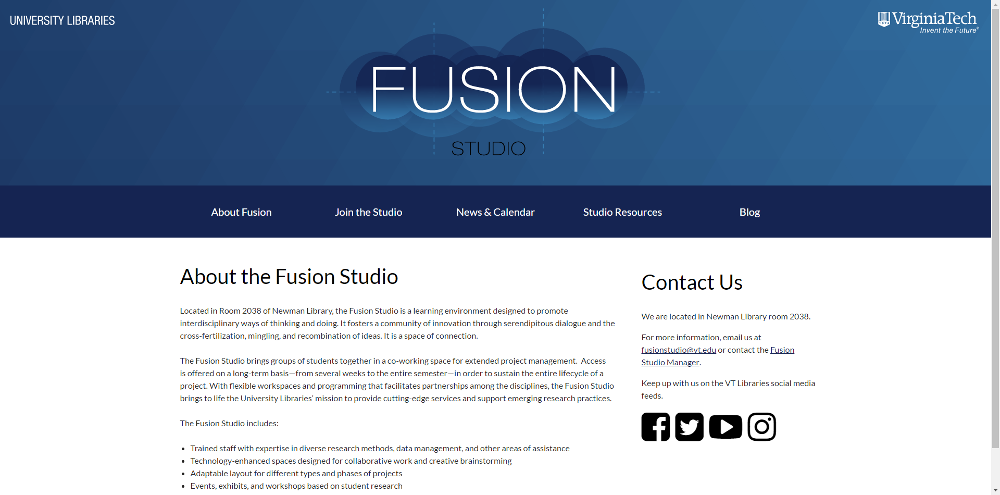 UNIVERSITY LIBRARIES
VirginiaTech
Invent the Future®
FUSION
STUDIO
About Fusion
Join the Studio
News & Calendar
Studio Resources
Blog
About the Fusion Studio
Located in Room 2038 of Newman Library, the Fusion Studio is a learning environment designed to promote
interdisciplinary ways of thinking and doing. It fosters a community of innovation through serendipitous dialogue and the
cross-fertilization, mingling, and recombination of ideas. It is a space of connection.
The Fusion Studio brings groups of students together in a co-working space for extended project management.  Access
is offered on a long-term basis—from several weeks to the entire semester—in order to sustain the entire lifecycle of a
project. With flexible workspaces and programming that facilitates partnerships among the disciplines, the Fusion Studio
brings to life the University Libraries' mission to provide cutting-edge services and support emerging research practices.
The Fusion Studio includes:
• Trained staff with expertise in diverse research methods, data management, and other areas of assistance
• Technology-enhanced spaces designed for collaborative work and creative brainstorming
• Adaptable layout for different types and phases of projects
• Events, exhibits, and workshops based on student research
Contact Us
We are located in Newman Library room 2038.
For more information, email us at
fusionstudio@vt.edu or contact the Fusion
Studio Manager.
Keep up with us on the VT Libraries social media
feeds.